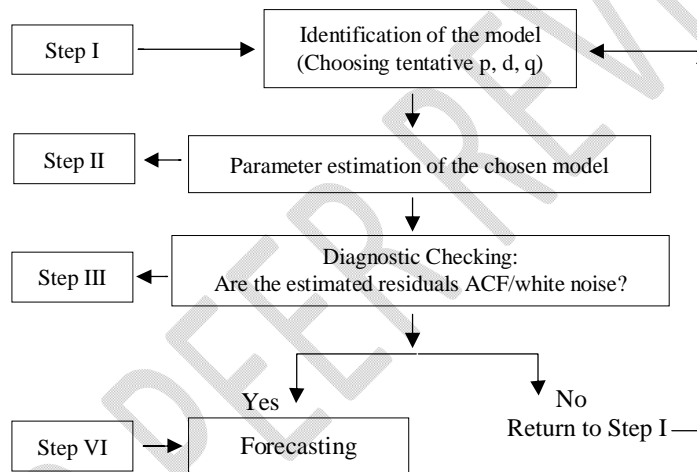 Step I
Identification of the model
(Choosing tentative p, d, q)
Step II
Parameter estimation of the chosen model
Step III
Diagnostic Checking:
Are the estimated residuals ACF/white noise?
Yes
No
Return to Step I
Step VI
Forecasting